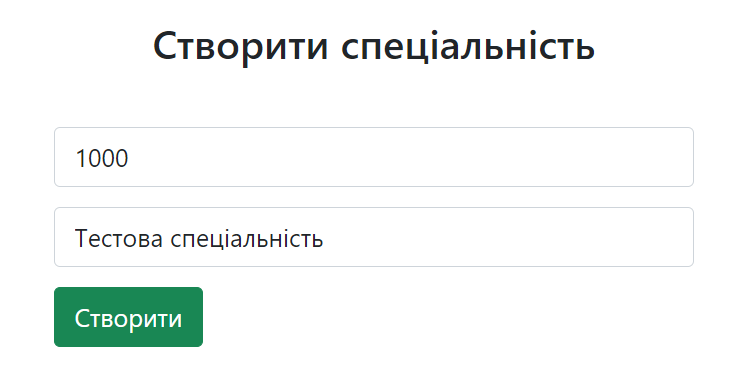 Створити спеціальність
1000
Тестова спеціальність
Створити